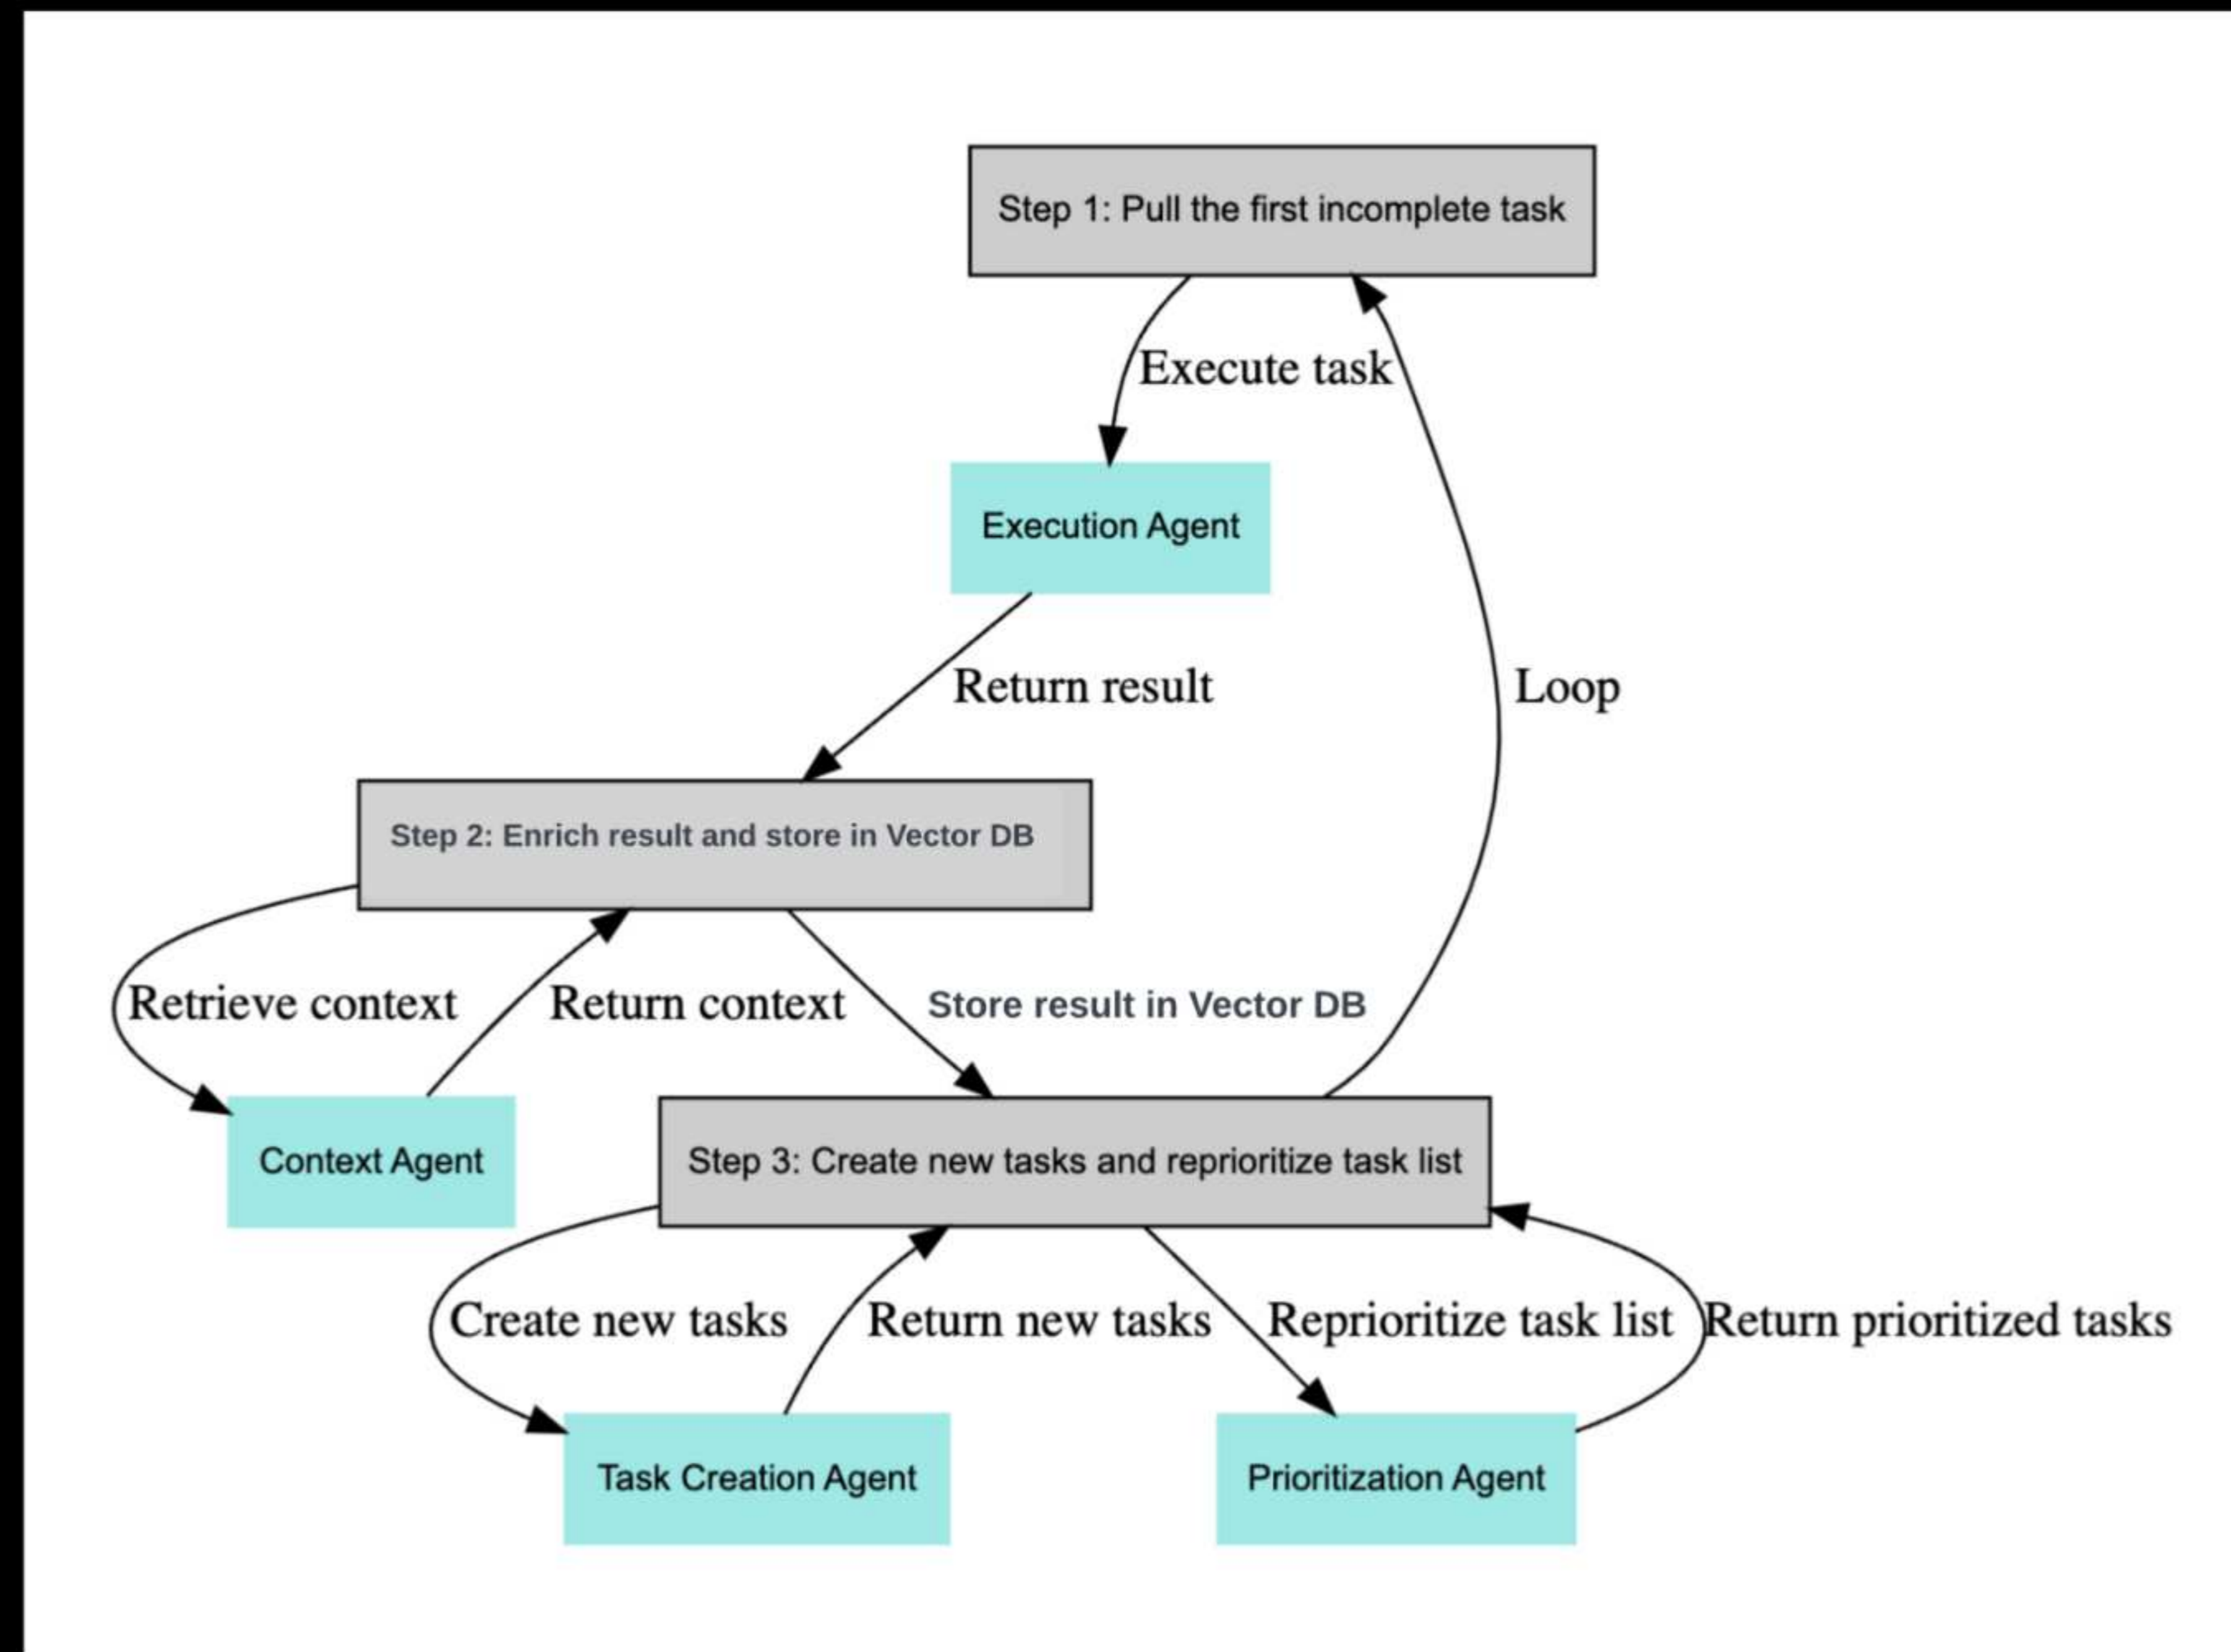 Step 1: Pull the first incomplete task
Execute task
Execution Agent
Return result
Loop
Step 2: Enrich result and store in Vector DB
Retrieve context
Return context
Store result in Vector DB
Context Agent
Step 3: Create new tasks and reprioritize task list
Create new tasks
Return new tasks
Reprioritize task list
Return prioritized tasks
Task Creation Agent
Prioritization Agent